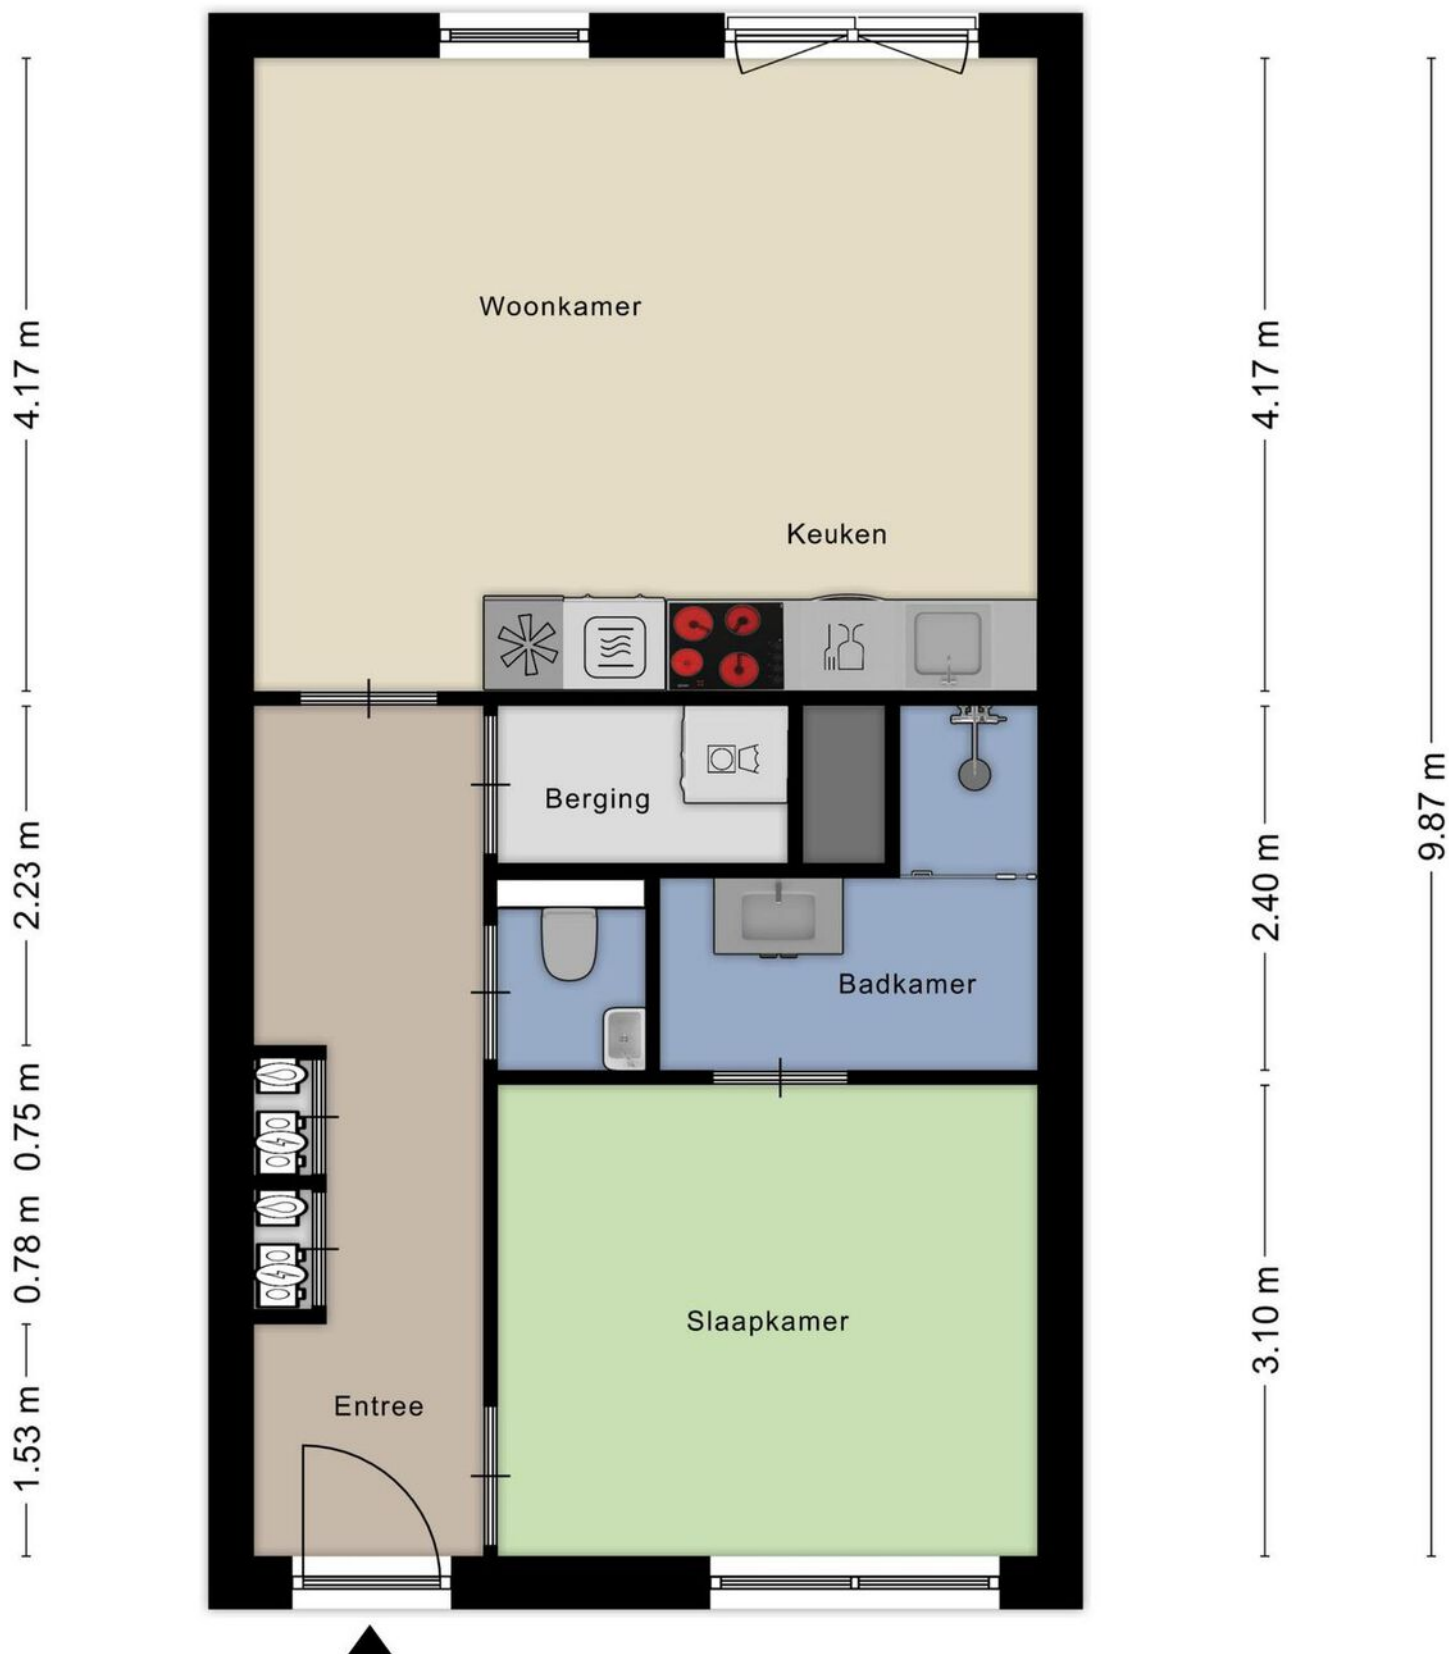 4.17 m
2.23 m
0.75 m
0.78 m
1.53 m
Woonkamer
Keuken
Berging
Badkamer
Slaapkamer
Entree
4.17 m
2.40 m
3.10 m
9.87 m